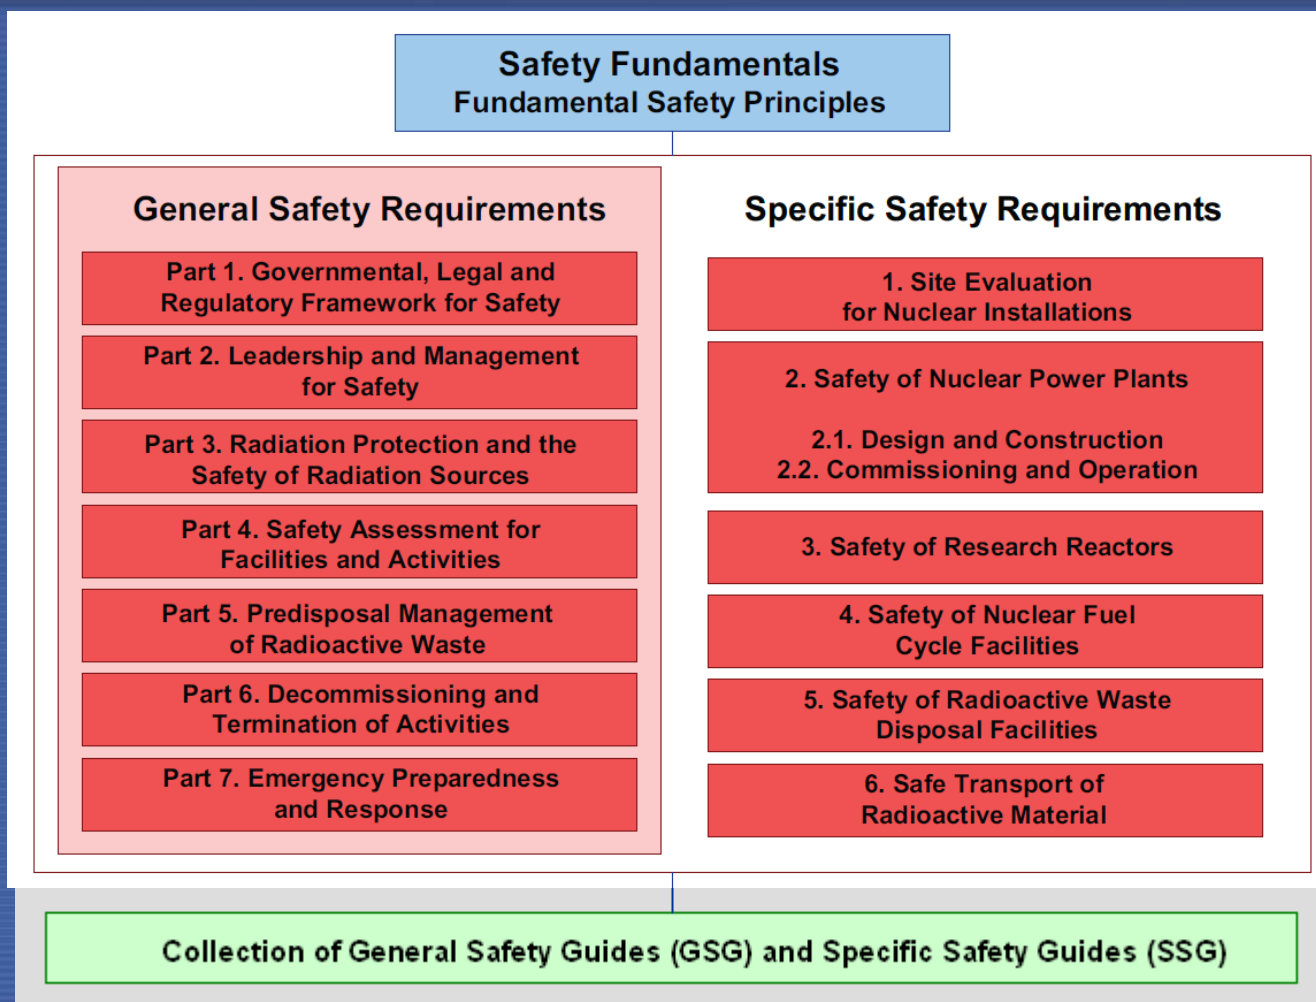 Safety Fundamentals
Fundamental Safety Principles
General Safety Requirements
Part 1. Governmental, Legal and
Regulatory Framework for Safety
Part 2. Leadership and Management
for Safety
Part 3. Radiation Protection and the
Safety of Radiation Sources
Part 4. Safety Assessment for
Facilities and Activities
Part 5. Predisposal Management
of Radioactive Waste
Part 6. Decommissioning and
Termination of Activities
Part 7. Emergency Preparedness
and Response
Specific Safety Requirements
1. Site Evaluation
for Nuclear Installations
2. Safety of Nuclear Power Plants
2.1. Design and Construction
2.2. Commissioning and Operation
3. Safety of Research Reactors
4. Safety of Nuclear Fuel
Cycle Facilities
5. Safety of Radioactive Waste
Disposal Facilities
6. Safe Transport of
Radioactive Material
Collection of General Safety Guides (GSG) and Specific Safety Guides (SSG)